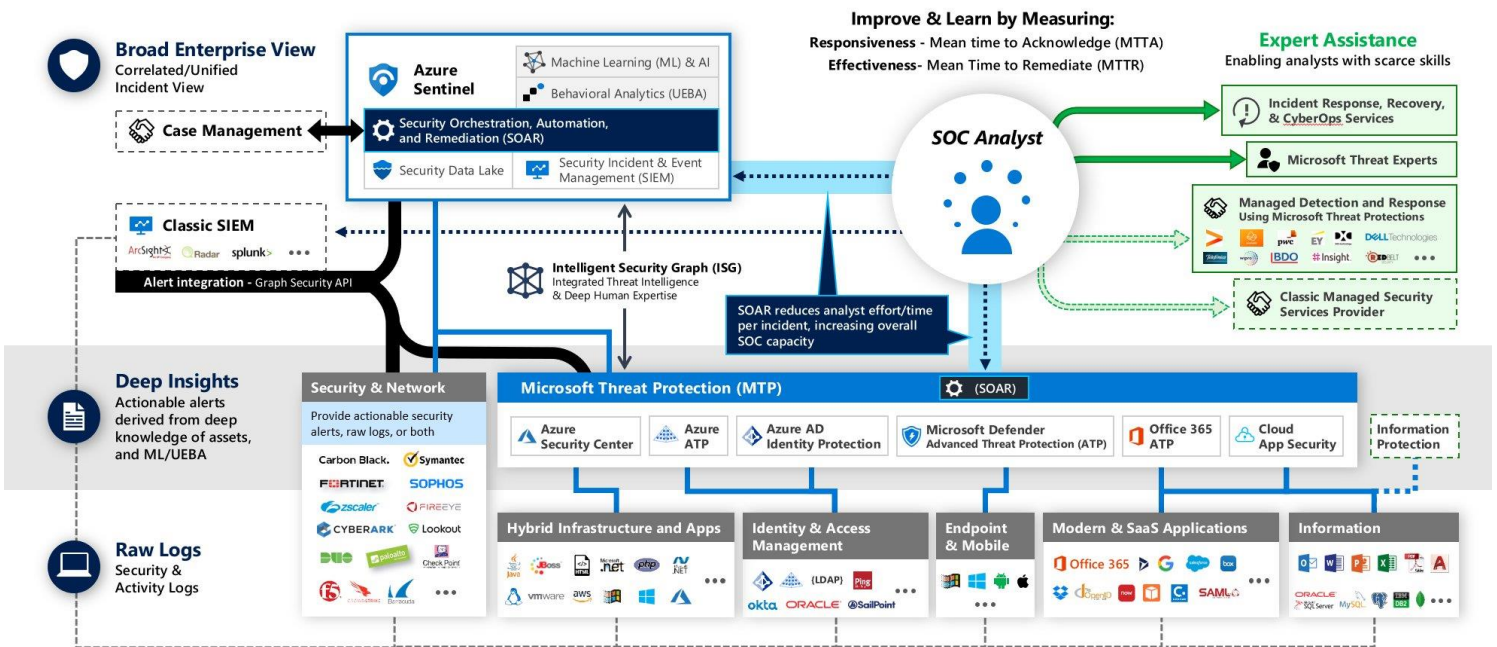 Improve & Learn by Measuring:
Responsiveness - Mean time to Acknowledge (MTTA)
Effectiveness- Mean Time to Remediate (MTTR)
Broad Enterprise View
Correlated/Unified
Incident View
Case Management
Azure
Sentinel
Machine Learning (ML) & AI
Behavioral Analytics (UEBA)
Security Orchestration, Automation,
and Remediation (SOAR)
Security Data Lake
Security Incident & Event
Management (SIEM)
SOC Analyst
Expert Assistance
Enabling analysts with scarce skills
Incident Response, Recovery,
& CyberOps Services
Microsoft Threat Experts
Managed Detection and Response
Using Microsoft Threat Protections
pwc
EY
DELL Technologies
wipro
BDO
#Insight.
REDBELT
Classic Managed Security
Services Provider
Classic SIEM
ArcSight
Radar
splunk>
Alert integration - Graph Security API
Intelligent Security Graph (ISG)
Integrated Threat Intelligence
& Deep Human Expertise
SOAR reduces analyst effort/time
per incident, increasing overall
SOC capacity
Deep Insights
Actionable alerts
derived from deep
knowledge of assets,
and ML/UEBA
Security & Network
Provide actionable security
alerts, raw logs, or both
Carbon Black.
Symantec
FORTINET
SOPHOS
zscaler
FIREEYE
CYBERARK
Lookout
DUO
paloalto
Check Point
f5
Barracuda
Microsoft Threat Protection (MTP)
(SOAR)
Azure
Security Center
Azure
ATP
Azure AD
Identity Protection
Microsoft Defender
Advanced Threat Protection (ATP)
Office 365
ATP
Cloud
App Security
Information
Protection
Raw Logs
Security &
Activity Logs
Hybrid Infrastructure and Apps
Java
JBoss
HTML
Microsoft
.net
php
.NET
vmware
aws
Identity & Access
Management
{LDAP}
Ping
okta
ORACLE
SailPoint
Endpoint
& Mobile
Modern & SaaS Applications
Office 365
G
salesforce
box
now
SAML
Information
PDF
ORACLE
SQL Server
MySQL
IBM
DB2